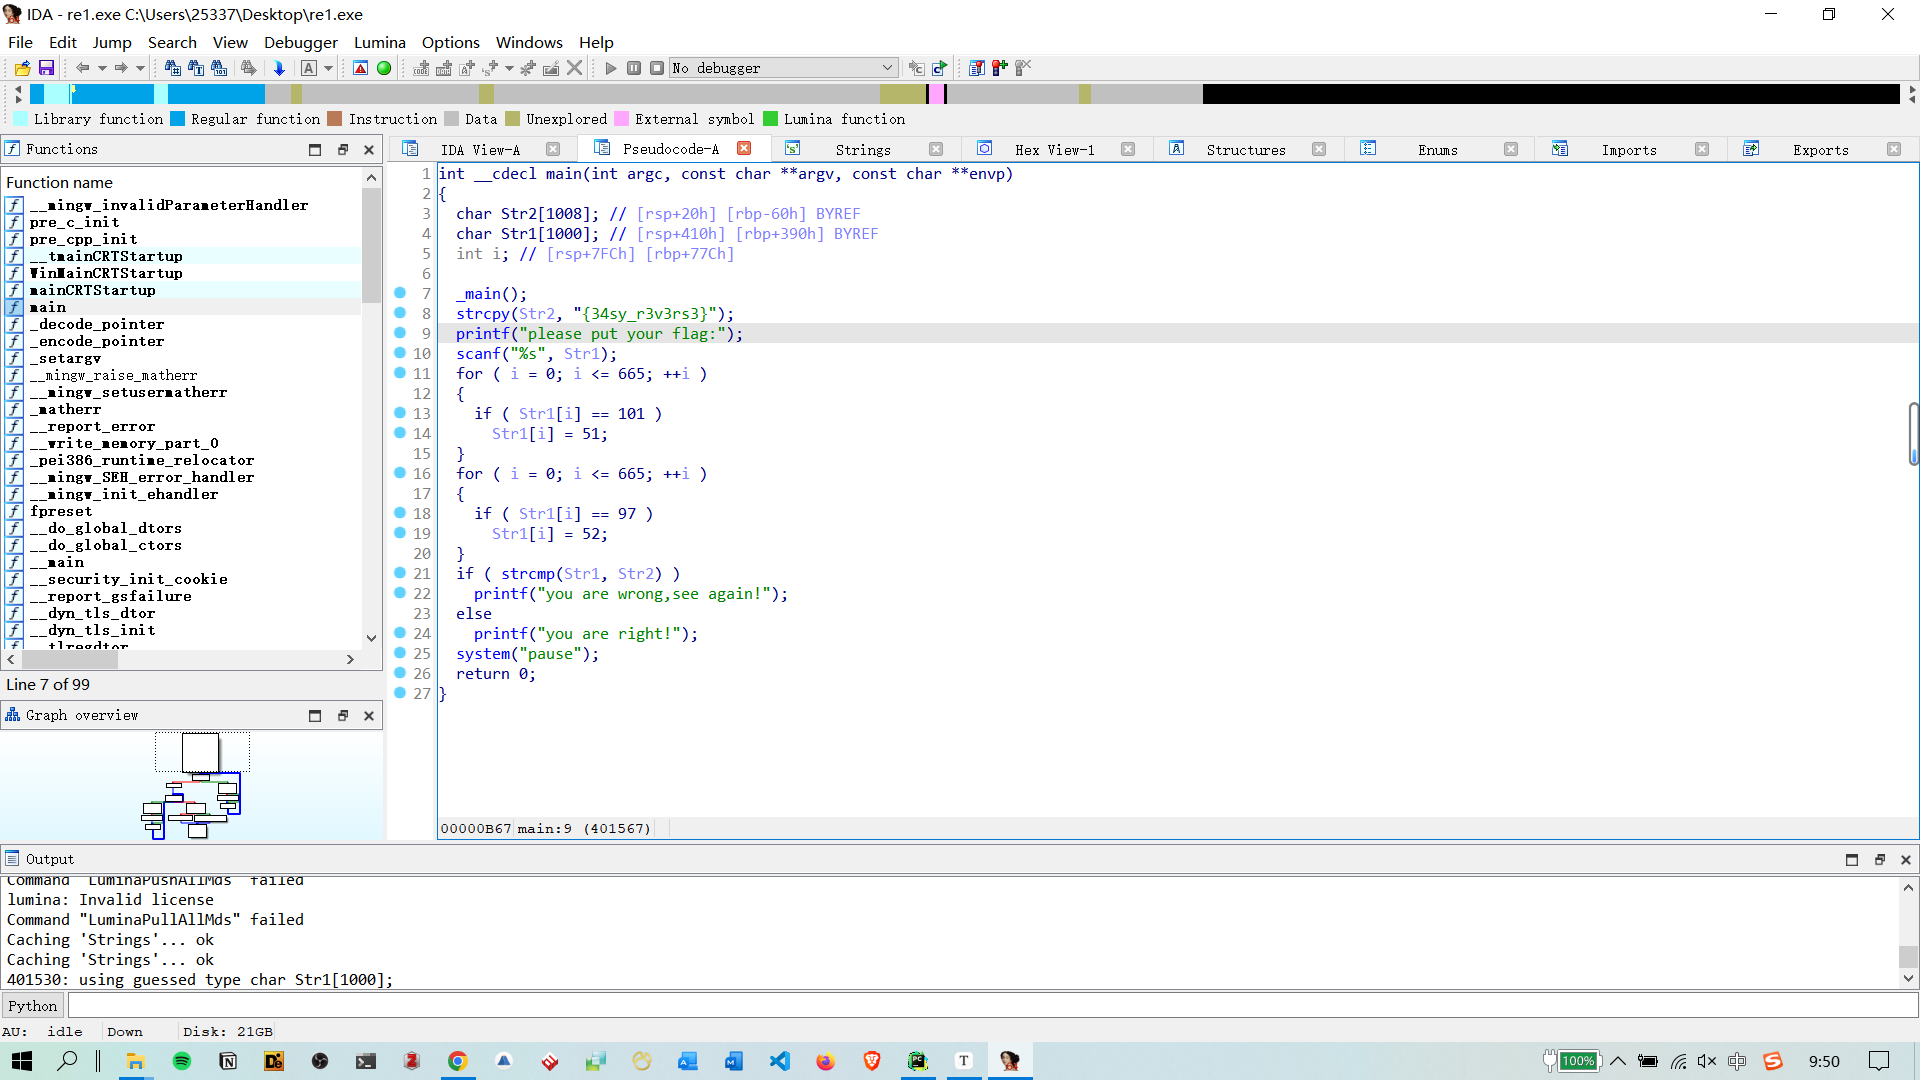 IDA - re1.exe C:\Users\25337\Desktop\re1.exe
File Edit Jump Search View Debugger Lumina Options Windows Help
No debugger
Library function Regular function Instruction Data Unexplored External symbol Lumina function
Functions
Function name
__mingw_invalidParameterHandler
pre_c_init
pre_cpp_init
__tmainCRTStartup
WinMainCRTStartup
mainCRTStartup
main
_decode_pointer
_encode_pointer
_setargv
__mingw_raise_matherr
__mingw_setusermatherr
_matherr
__report_error
__write_memory_part_0
_pei386_runtime_relocator
__mingw_SEH_error_handler
__mingw_init_ehandler
fpreset
__do_global_dtors
__do_global_ctors
__main
__security_init_cookie
__report_gsfailure
__dyn_tls_dtor
__dyn_tls_init
__tlregdtor
Line 7 of 99
Graph overview
IDA View-A Pseudocode-A Strings Hex View-1 Structures Enums Imports Exports
1 int __cdecl main(int argc, const char **argv, const char **envp)
2 {
3 char Str2[1008]; // [rsp+20h] [rbp-60h] BYREF
4 char Str1[1000]; // [rsp+410h] [rbp+390h] BYREF
5 int i; // [rsp+7FCh] [rbp+77Ch]
6
7 _main();
8 strcpy(Str2, "{34sy_r3v3rs3}");
9 printf("please put your flag:");
10 scanf("%s", Str1);
11 for ( i = 0; i <= 665; ++i )
12 {
13 if ( Str1[i] == 101 )
14 Str1[i] = 51;
15 }
16 for ( i = 0; i <= 665; ++i )
17 {
18 if ( Str1[i] == 97 )
19 Str1[i] = 52;
20 }
21 if ( strcmp(Str1, Str2) )
22 printf("you are wrong,see again!");
23 else
24 printf("you are right!");
25 system("pause");
26 return 0;
27 }
00000B67 main:9 (401567)
Output
Command "LuminaPushAllMds" failed
lumina: Invalid license
Command "LuminaPullAllMds" failed
Caching 'Strings'... ok
Caching 'Strings'... ok
401530: using guessed type char Str1[1000];
Python
AU: idle Down Disk: 21GB
100% 中 9:50